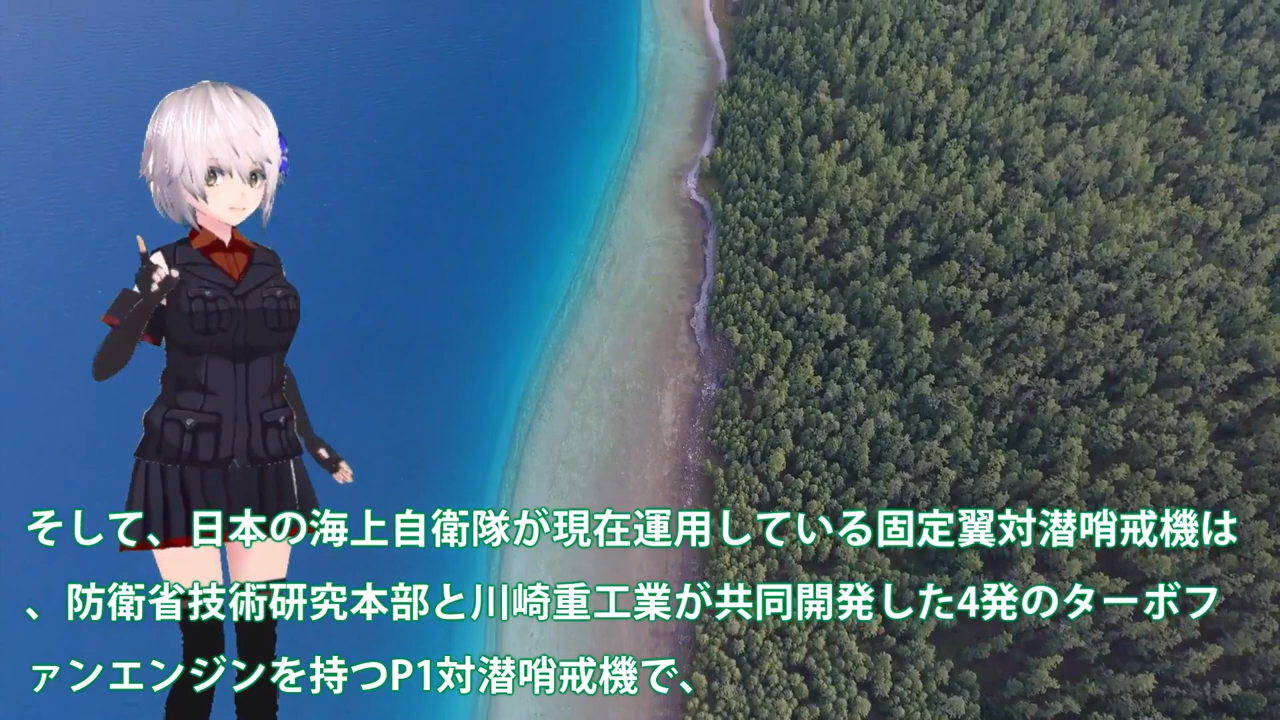 そして、日本の海上自衛隊が現在運用している固定翼対潜哨戒機は
、防衛省技術研究本部と川崎重工業が共同開発した4発のターボフ
ァンエンジンを持つP1対潜哨戒機で、